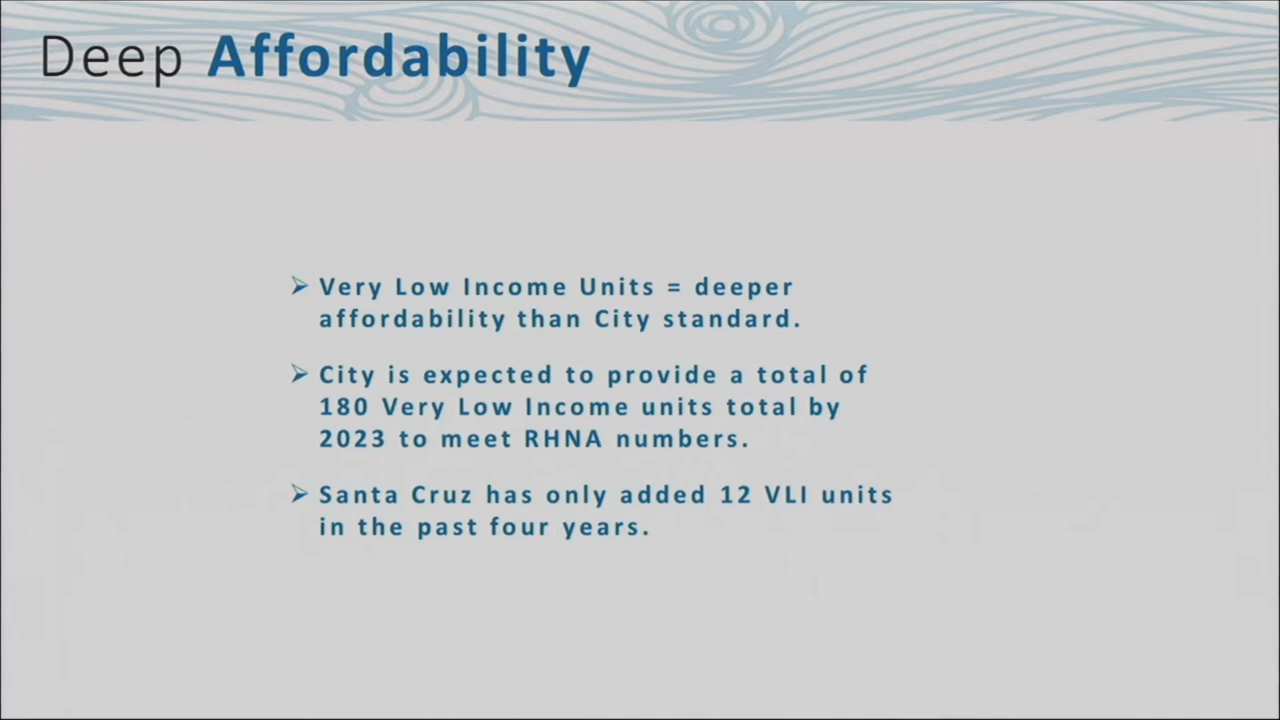 Deep Affordability
➢ Very Low Income Units = deeper
affordability than City standard.
➢ City is expected to provide a total of
180 Very Low Income units total by
2023 to meet RHNA numbers.
➢ Santa Cruz has only added 12 VLI units
in the past four years.